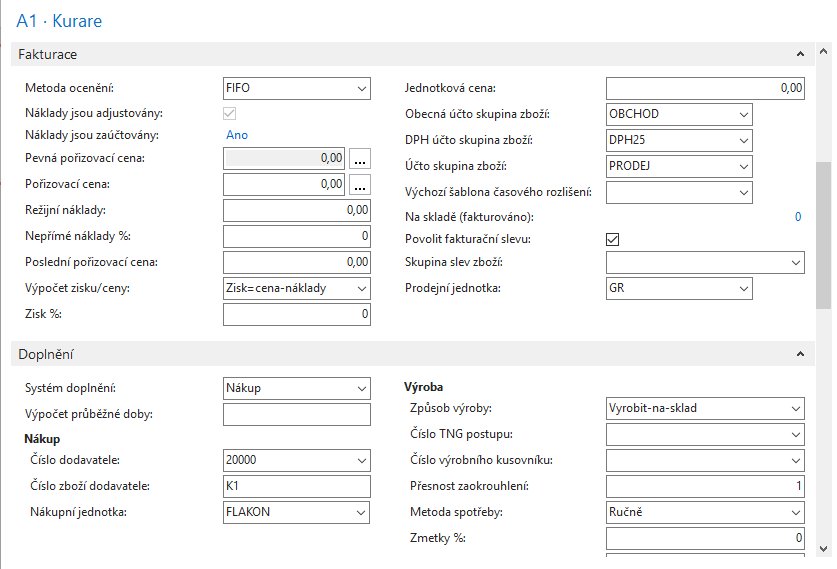 A1 · Kurare
Fakturace
Metoda ocenění: FIFO
Náklady jsou adjustovány:
Náklady jsou zaúčtovány: Ano
Pevná pořizovací cena: 0,00 ...
Pořizovací cena: 0,00 ...
Režijní náklady: 0,00
Nepřímé náklady %: 0
Poslední pořizovací cena: 0,00
Výpočet zisku/ceny: Zisk=cena-náklady
Zisk %: 0
Jednotková cena: 0,00
Obecná účto skupina zboží: OBCHOD
DPH účto skupina zboží: DPH25
Účto skupina zboží: PRODEJ
Výchozí šablona časového rozlišení:
Na skladě (fakturováno): 0
Povolit fakturační slevu:
Skupina slev zboží:
Prodejní jednotka: GR
Doplnění
Systém doplnění: Nákup
Výpočet průběžné doby:
Nákup
Číslo dodavatele: 20000
Číslo zboží dodavatele: K1
Nákupní jednotka: FLAKON
Výroba
Způsob výroby: Vyrobit-na-sklad
Číslo TNG postupu:
Číslo výrobního kusovníku:
Přesnost zaokrouhlení: 1
Metoda spotřeby: Ručně
Zmetky %: 0